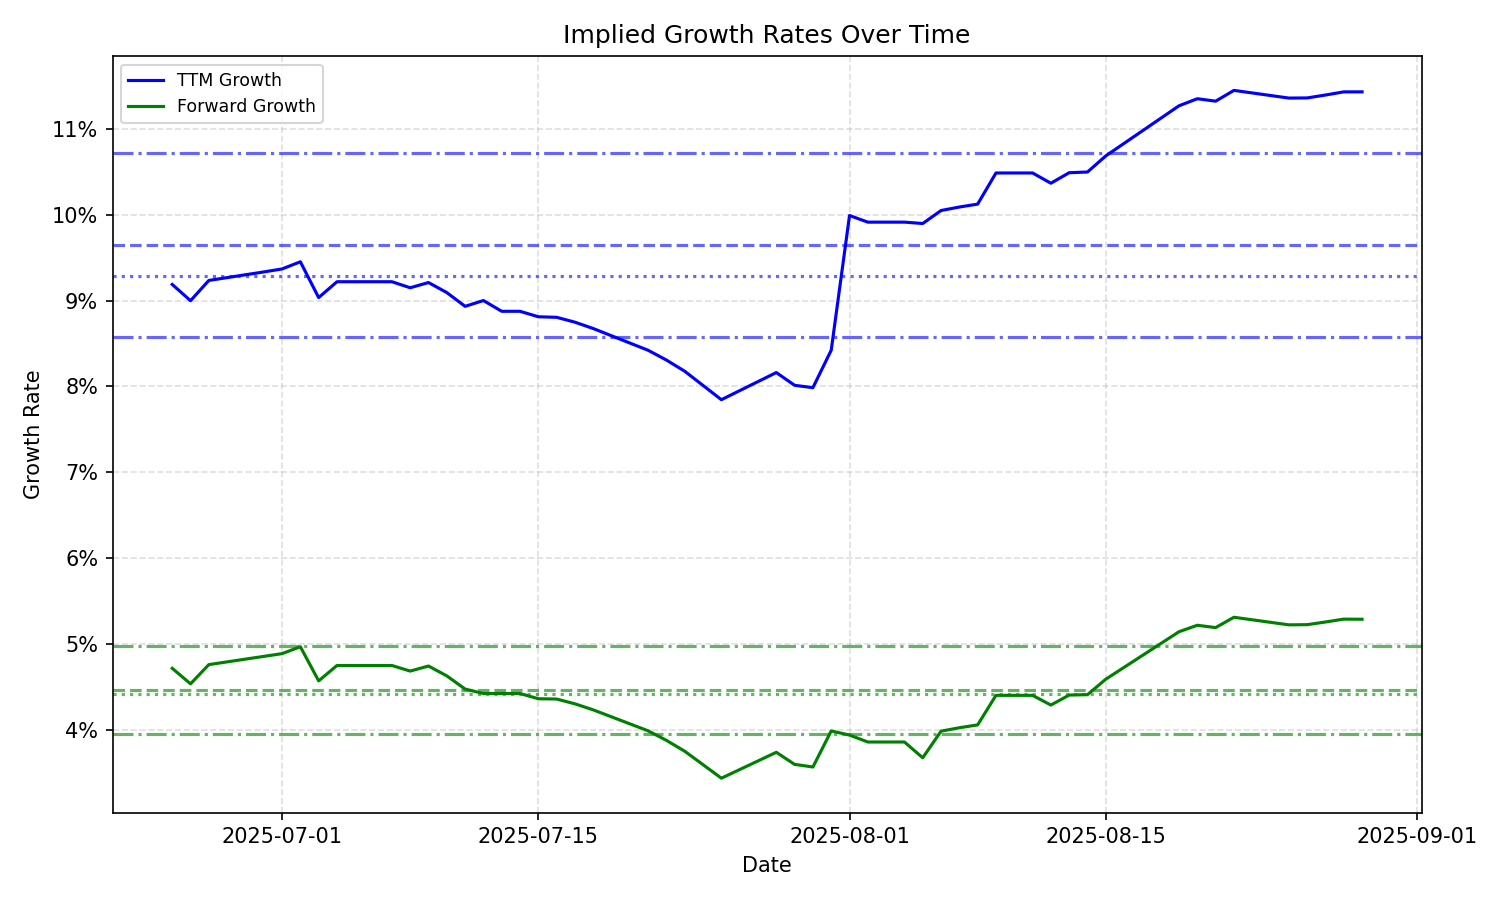 Implied Growth Rates Over Time
TTM Growth
Forward Growth
11%
10%
9%
8%
7%
6%
5%
4%
Growth Rate
2025-07-01
2025-07-15
2025-08-01
2025-08-15
2025-09-01
Date